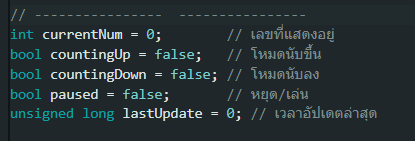 // ---------------- ----------------
int currentNum = 0; // เลขที่แสดงอยู่
bool countingUp = false; // โหมดนับขึ้น
bool countingDown = false; // โหมดนับลง
bool paused = false; // หยุด/เล่น
unsigned long lastUpdate = 0; // เวลาอัปเดตล่าสุด